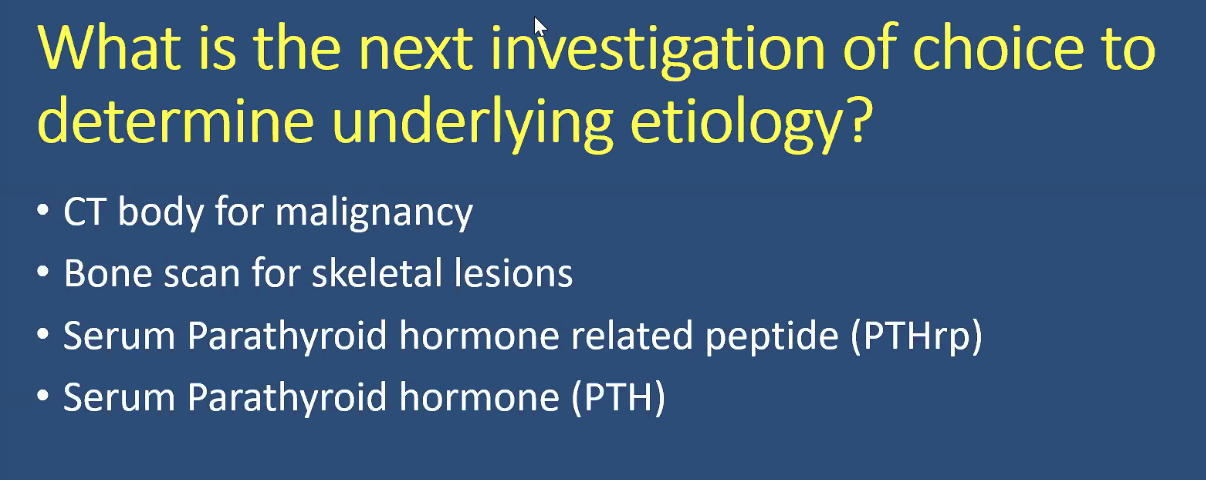 What is the next investigation of choice to
determine underlying etiology?
• CT body for malignancy
• Bone scan for skeletal lesions
• Serum Parathyroid hormone related peptide (PTHrp)
• Serum Parathyroid hormone (PTH)